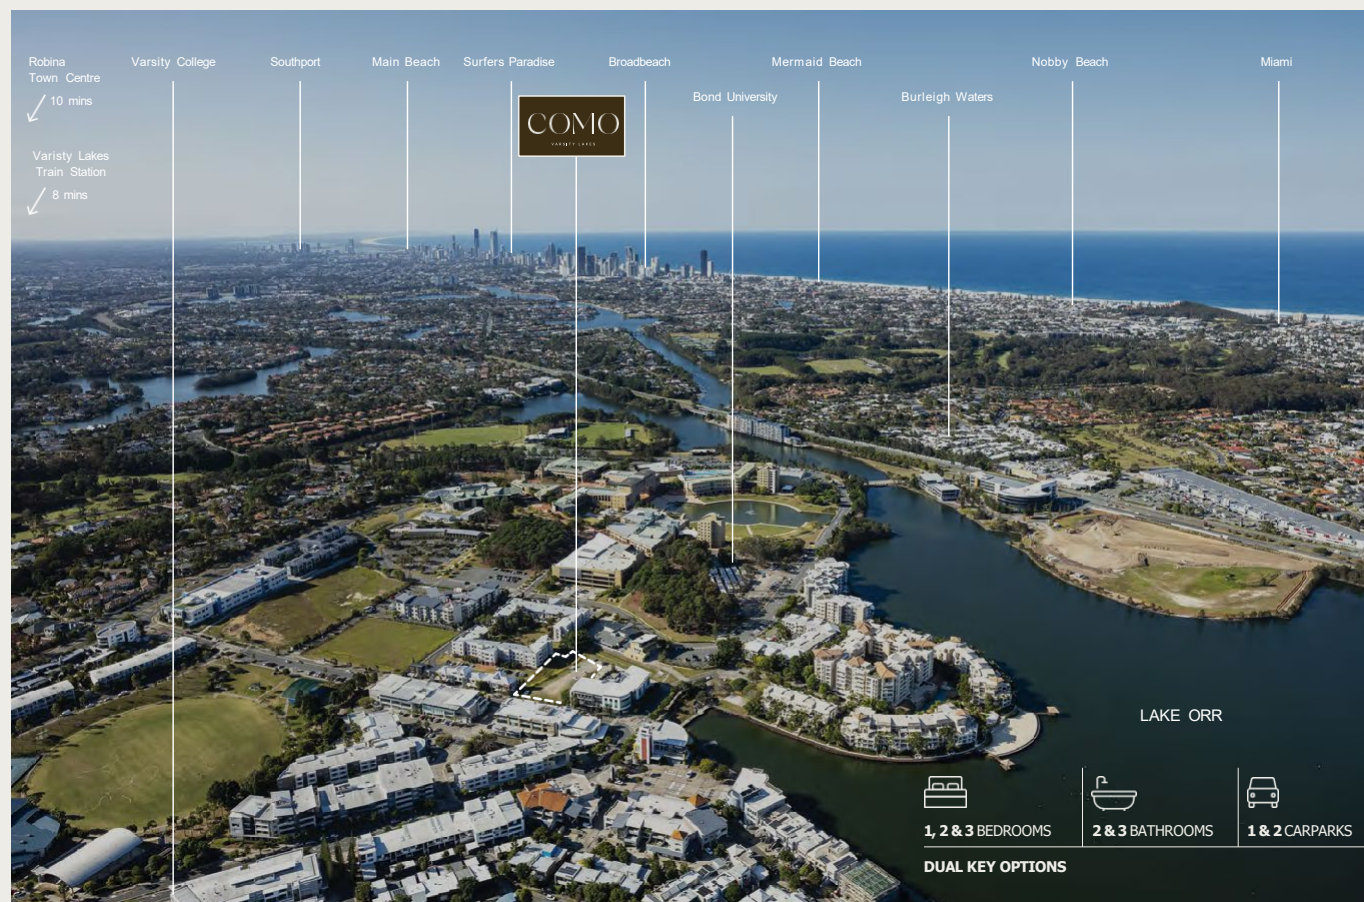 Robina
Town Centre
10 mins
Varisty Lakes
Train Station
8 mins
Varsity College
Southport
Main Beach
Surfers Paradise
COMO
VARSITY LAKES
Broadbeach
Bond University
Mermaid Beach
Burleigh Waters
Nobby Beach
Miami
LAKE ORR
1, 2 & 3 BEDROOMS
2 & 3 BATHROOMS
1 & 2 CARPARKS
DUAL KEY OPTIONS